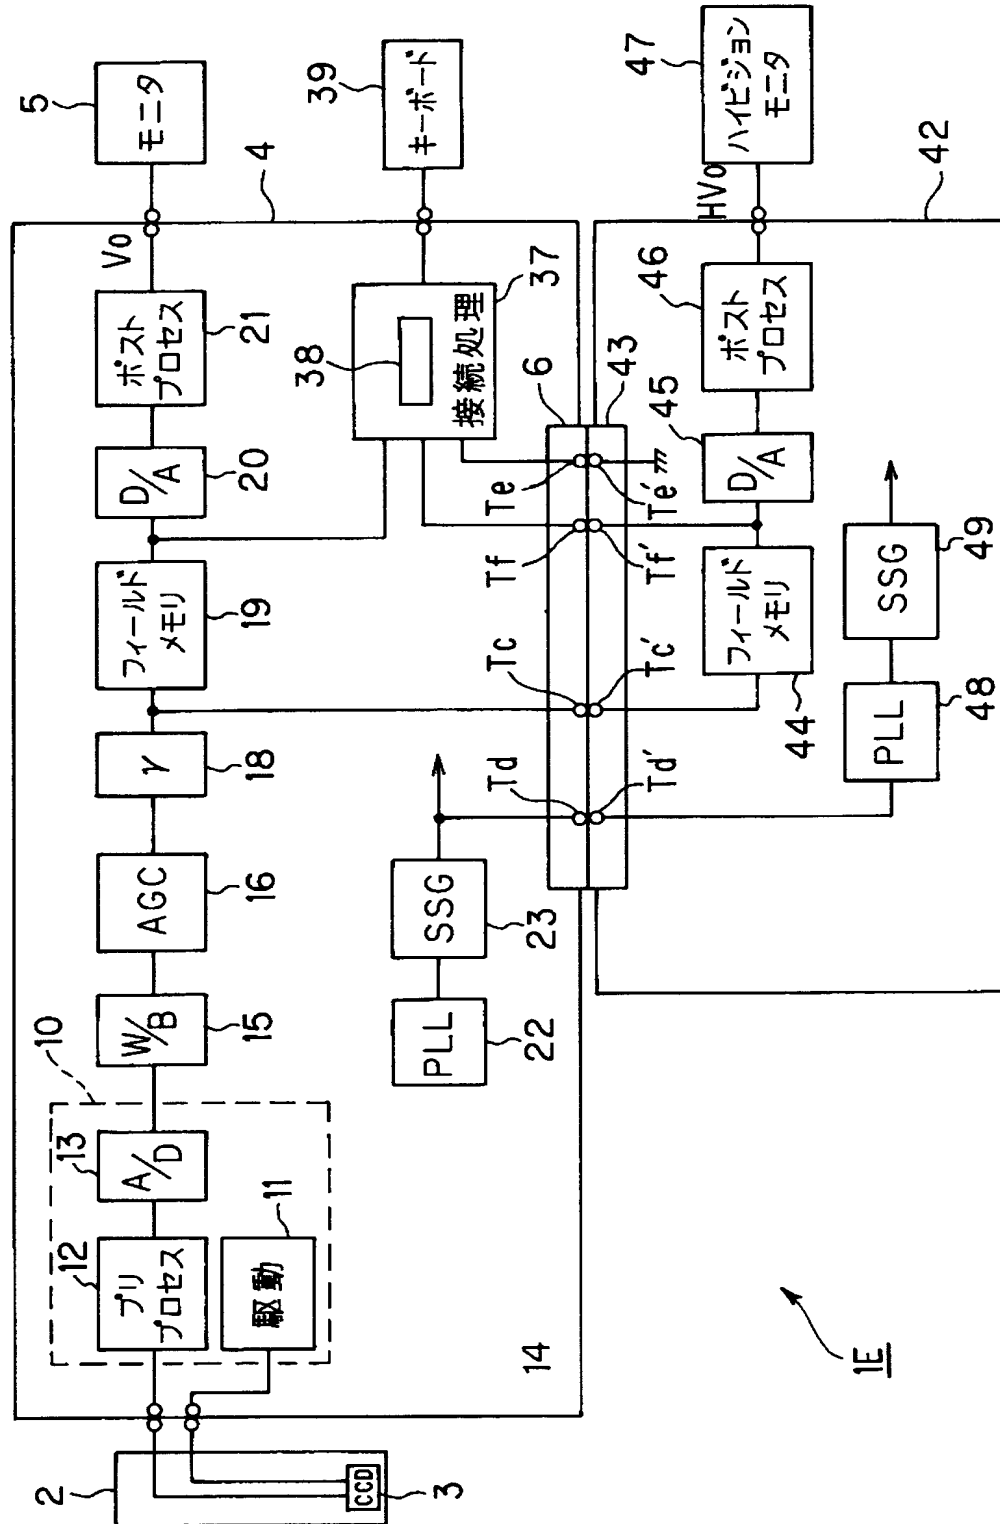 2
CCD
3
14
10
12
プリ
プロセス
13
A/D
11
駆動
W/B
15
AGC
16
γ
18
フィールド
メモリ
19
D/A
20
ポスト
プロセス
21
Vo
モニタ
5
4
キーボード
39
38
接続処理
37
PLL
22
SSG
23
6
43
Td
Tc
Tf
Te
Td'
Tc'
Tf'
Te'
フィールド
メモリ
44
D/A
45
ポスト
プロセス
46
HVo
ハイビジョン
モニタ
47
42
PLL
48
SSG
49
1E